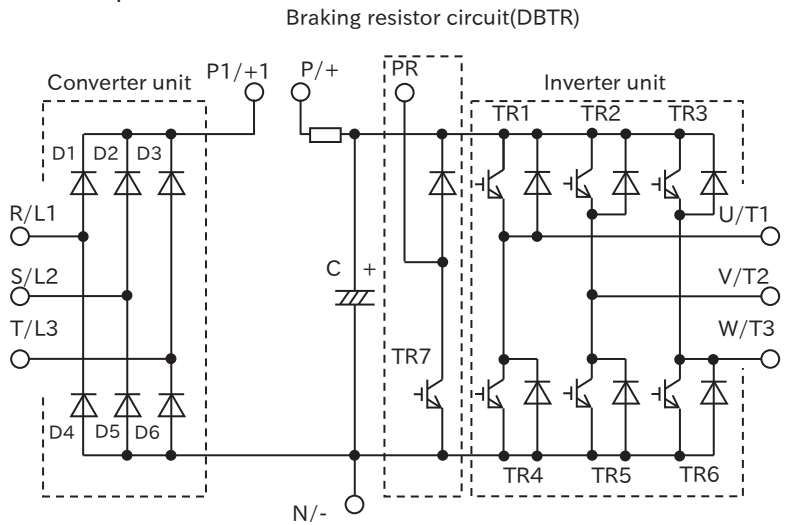 Braking resistor circuit(DBTR)
Converter unit
P1/+1
P/+
PR
Inverter unit
TR1
TR2
TR3
D1
D2
D3
R/L1
U/T1
S/L2
C
+
V/T2
T/L3
TR7
W/T3
D4
D5
D6
TR4
TR5
TR6
N/-